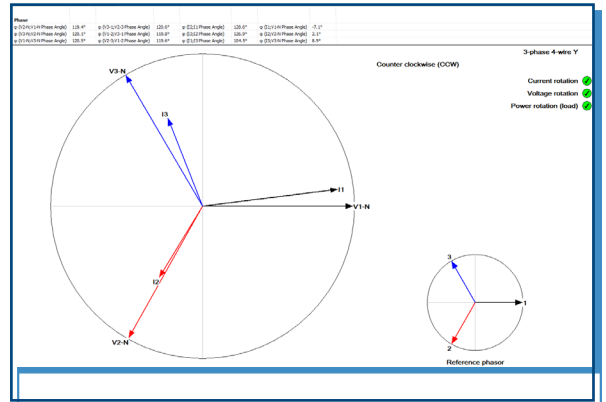 Phase
φ (V2-N;V1-N Phase Angle) 119.4° φ (V3-1;V2-3 Phase Angle) 120.6° φ (I2;I1 Phase Angle) 128.6° φ (I1;V1-N Phase Angle) -7.1°
φ (V3-N;V2-N Phase Angle) 120.1° φ (V1-2;V3-1 Phase Angle) 119.8° φ (I3;I2 Phase Angle) 126.9° φ (I2;V2-N Phase Angle) 2.1°
φ (V1-N;V3-N Phase Angle) 120.5° φ (V2-3;V1-2 Phase Angle) 119.6° φ (I1;I3 Phase Angle) 104.5° φ (I3;V3-N Phase Angle) 8.9°
3-phase 4-wire Y
Counter clockwise (CCW)
Current rotation
Voltage rotation
Power rotation (load)
V3-N
I3
I1
V1-N
I2
V2-N
3
1
2
Reference phasor